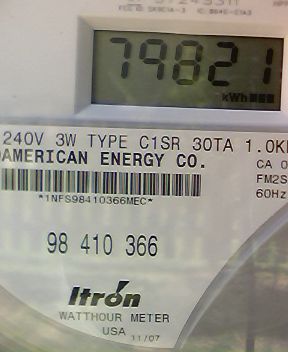 79821
kWh
240V 3W TYPE C1SR 30TA 1.0K
AMERICAN ENERGY CO.
CA 0
*1NFS98410366MEC*
FM2S
60Hz
98 410 366
Itron
WATTHOUR METER
USA 11/07